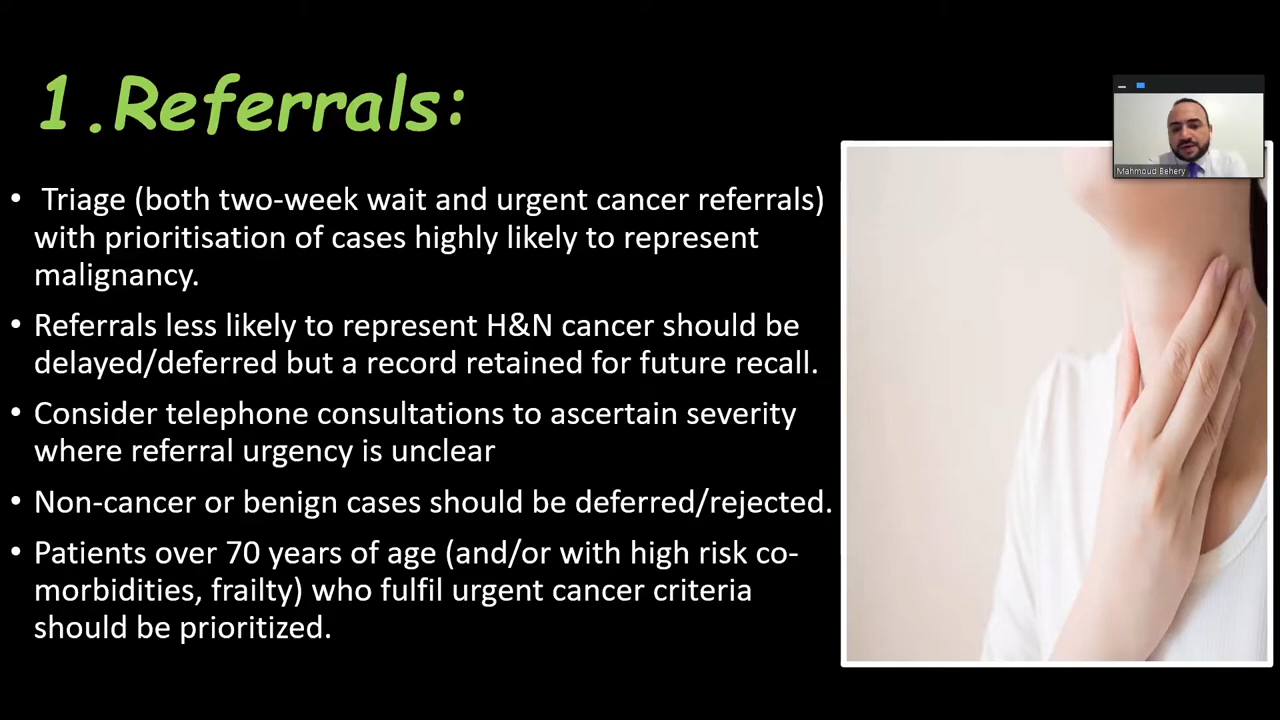 1.Referrals:
Mahmoud Behery
• Triage (both two-week wait and urgent cancer referrals)
with prioritisation of cases highly likely to represent
malignancy.
• Referrals less likely to represent H&N cancer should be
delayed/deferred but a record retained for future recall.
• Consider telephone consultations to ascertain severity
where referral urgency is unclear
• Non-cancer or benign cases should be deferred/rejected.
• Patients over 70 years of age (and/or with high risk co-
morbidities, frailty) who fulfil urgent cancer criteria
should be prioritized.